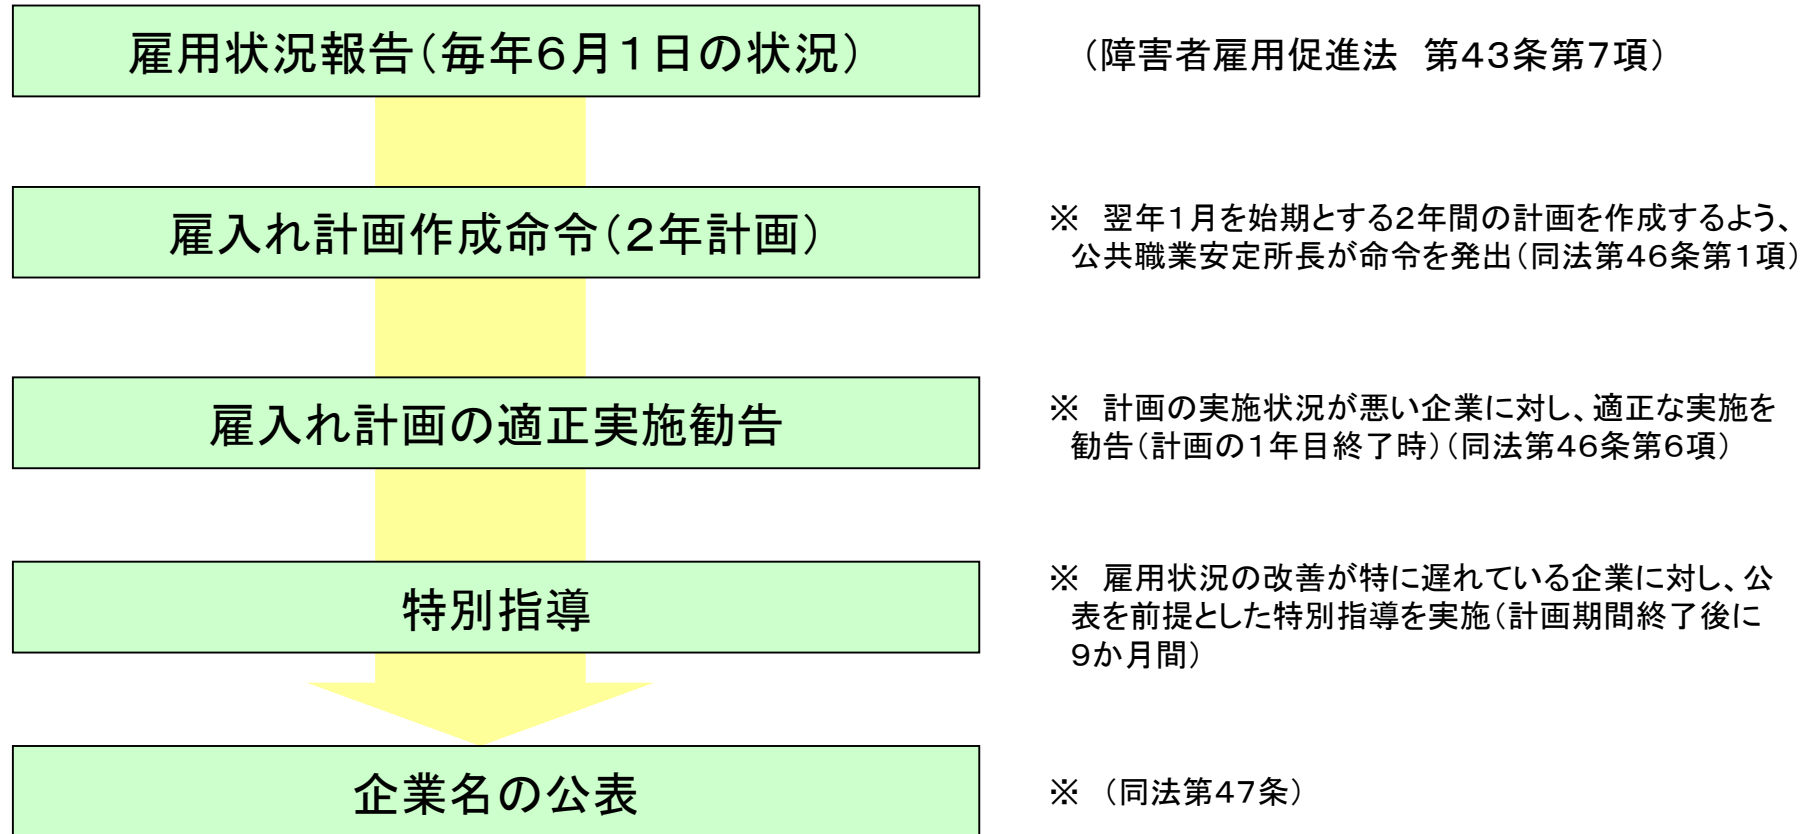 雇用状況報告（毎年６月１日の状況）
（障害者雇用促進法　第４３条第７項）
雇入れ計画作成命令（２年計画）
※　翌年１月を始期とする２年間の計画を作成するよう、
公共職業安定所長が命令を発出（同法第４６条第１項）
雇入れ計画の適正実施勧告
※　計画の実施状況が悪い企業に対し、適正な実施を
勧告（計画の１年目終了時）（同法第４６条第６項）
特別指導
※　雇用状況の改善が特に遅れている企業に対し、公
表を前提とした特別指導を実施（計画期間終了後に
９か月間）
企業名の公表
※　（同法第４７条）